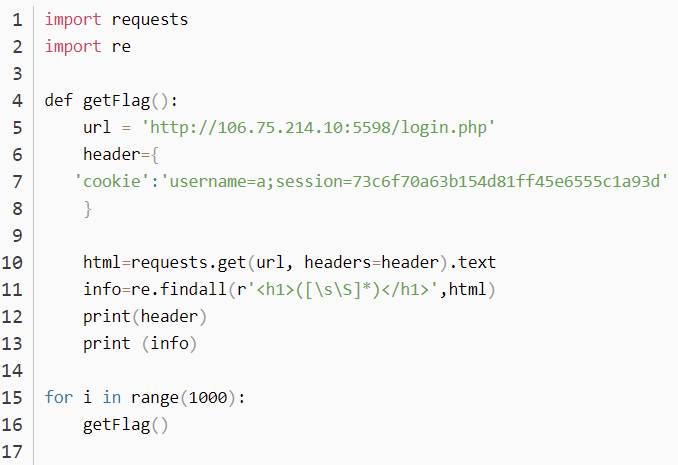 1 import requests
2 import re
3
4 def getFlag():
5     url = 'http://106.75.214.10:5598/login.php'
6     header={
7    'cookie':'username=a;session=73c6f70a63b154d81ff45e6555c1a93d'
8     }
9
10     html=requests.get(url, headers=header).text
11     info=re.findall(r'<h1>([\s\S]*)</h1>',html)
12     print(header)
13     print (info)
14
15 for i in range(1000):
16     getFlag()
17